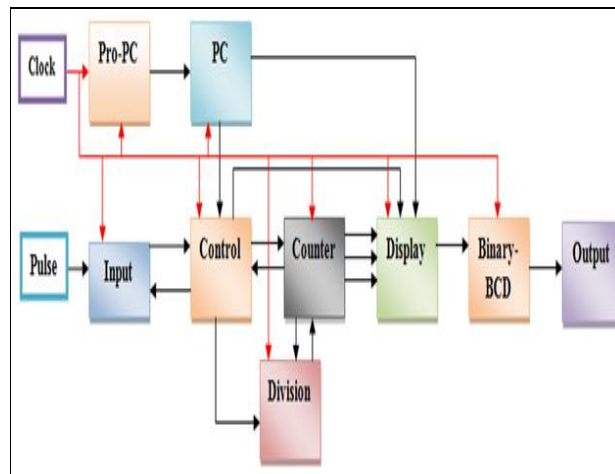 Clock
Pro-PC
PC
Pulse
Input
Control
Counter
Display
Binary-
BCD
Output
Division